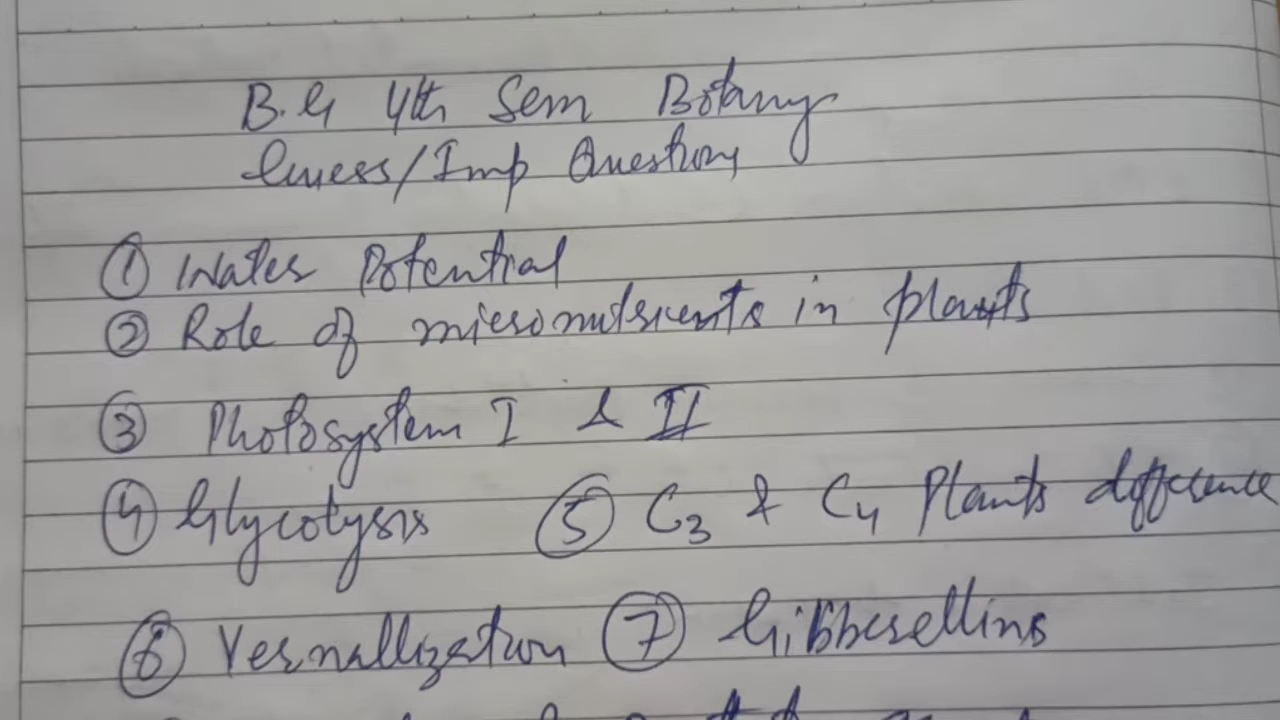 B.G 4th Sem Botany
Guess/Imp Questions
① Water Potential
② Role of micronutrients in plants
③ Photosystem I & II
④ Glycolysis ⑤ C₃ & C₄ Plants difference
⑥ Vernallization ⑦ Gibberellins